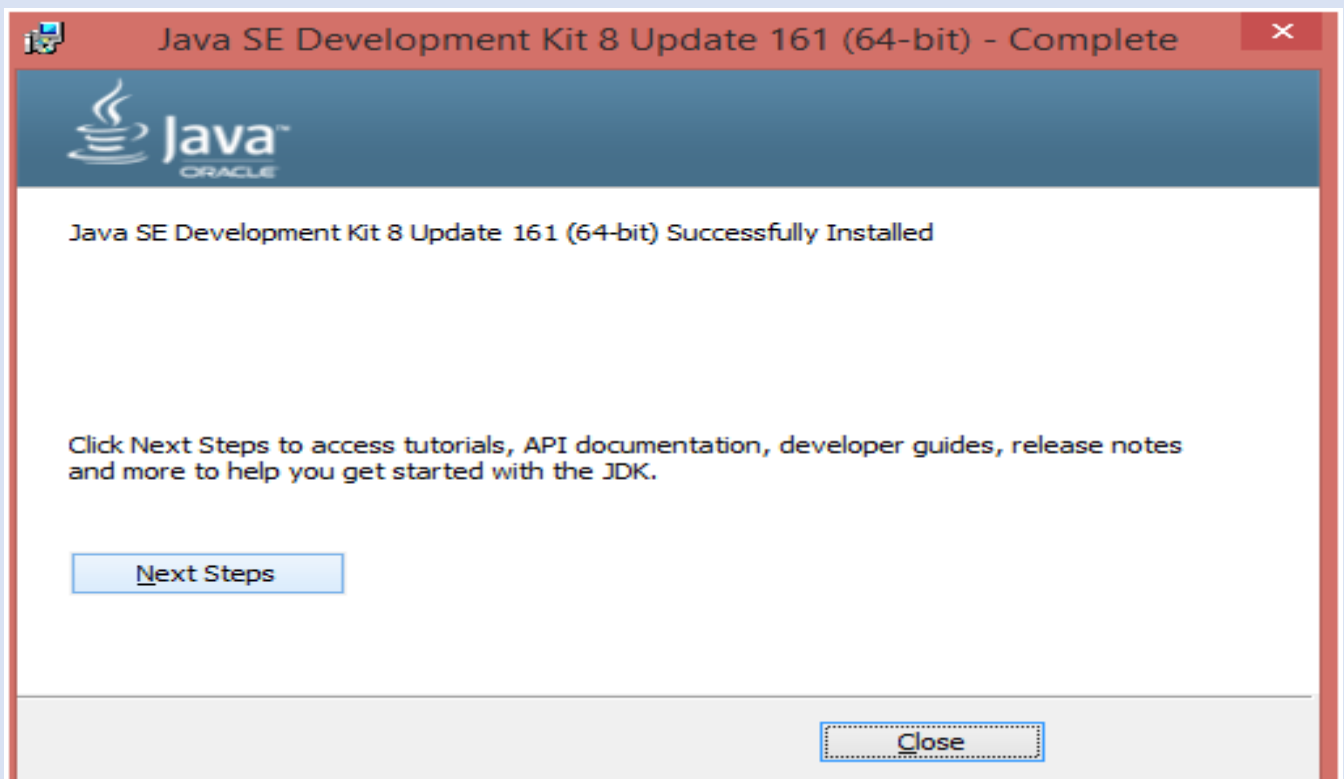 Java SE Development Kit 8 Update 161 (64-bit) - Complete
Java™
ORACLE
Java SE Development Kit 8 Update 161 (64-bit) Successfully Installed
Click Next Steps to access tutorials, API documentation, developer guides, release notes
and more to help you get started with the JDK.
Next Steps
Close